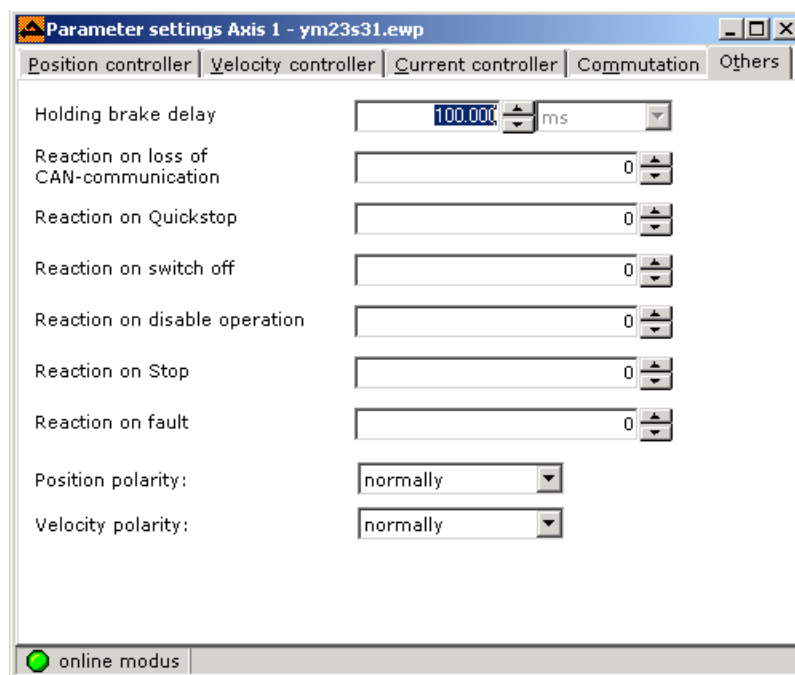 Parameter settings Axis 1 - ym23s31.ewp
Position controller Velocity controller Current controller Commutation Others
Holding brake delay 100.000 ms
Reaction on loss of
CAN-communication 0
Reaction on Quickstop 0
Reaction on switch off 0
Reaction on disable operation 0
Reaction on Stop 0
Reaction on fault 0
Position polarity: normally
Velocity polarity: normally
online modus